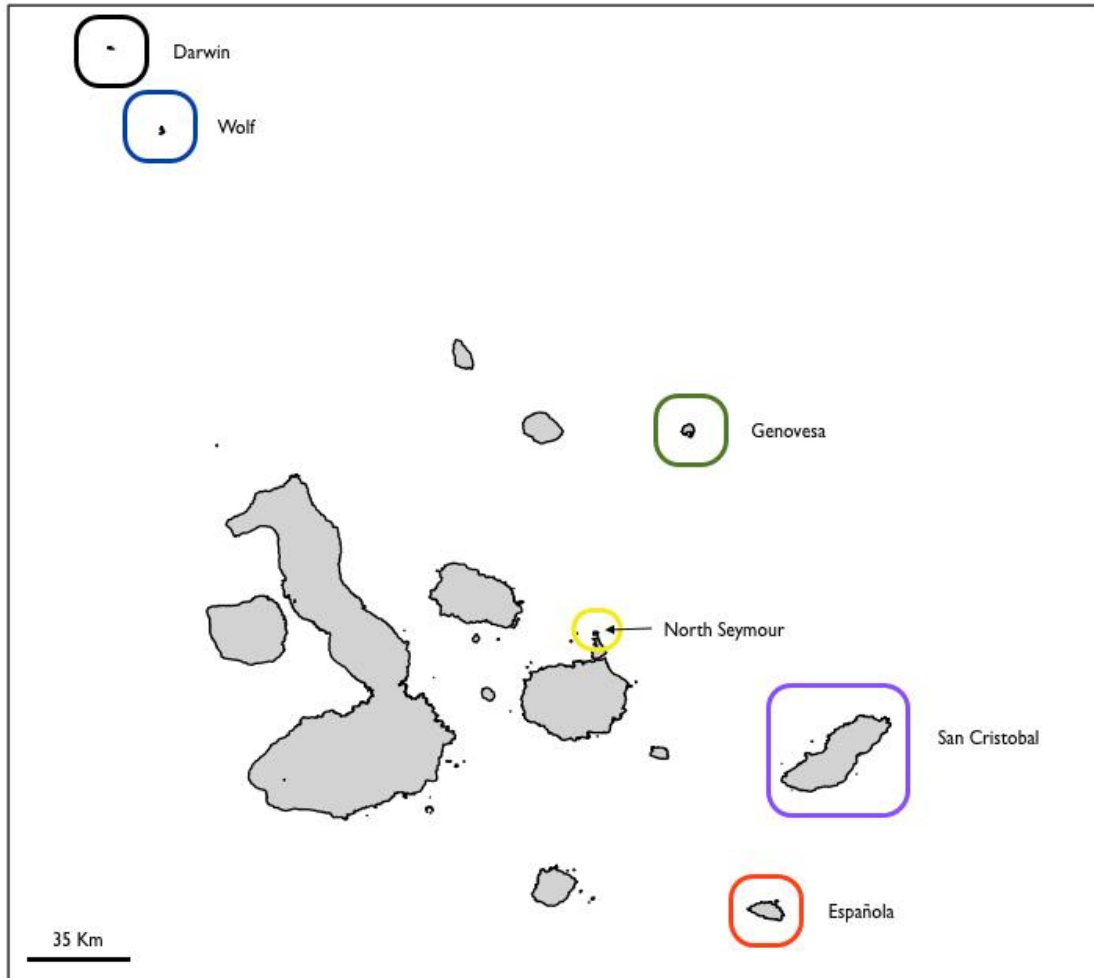 Darwin
Wolf
Genovesa
North Seymour
San Cristobal
Española
35 Km